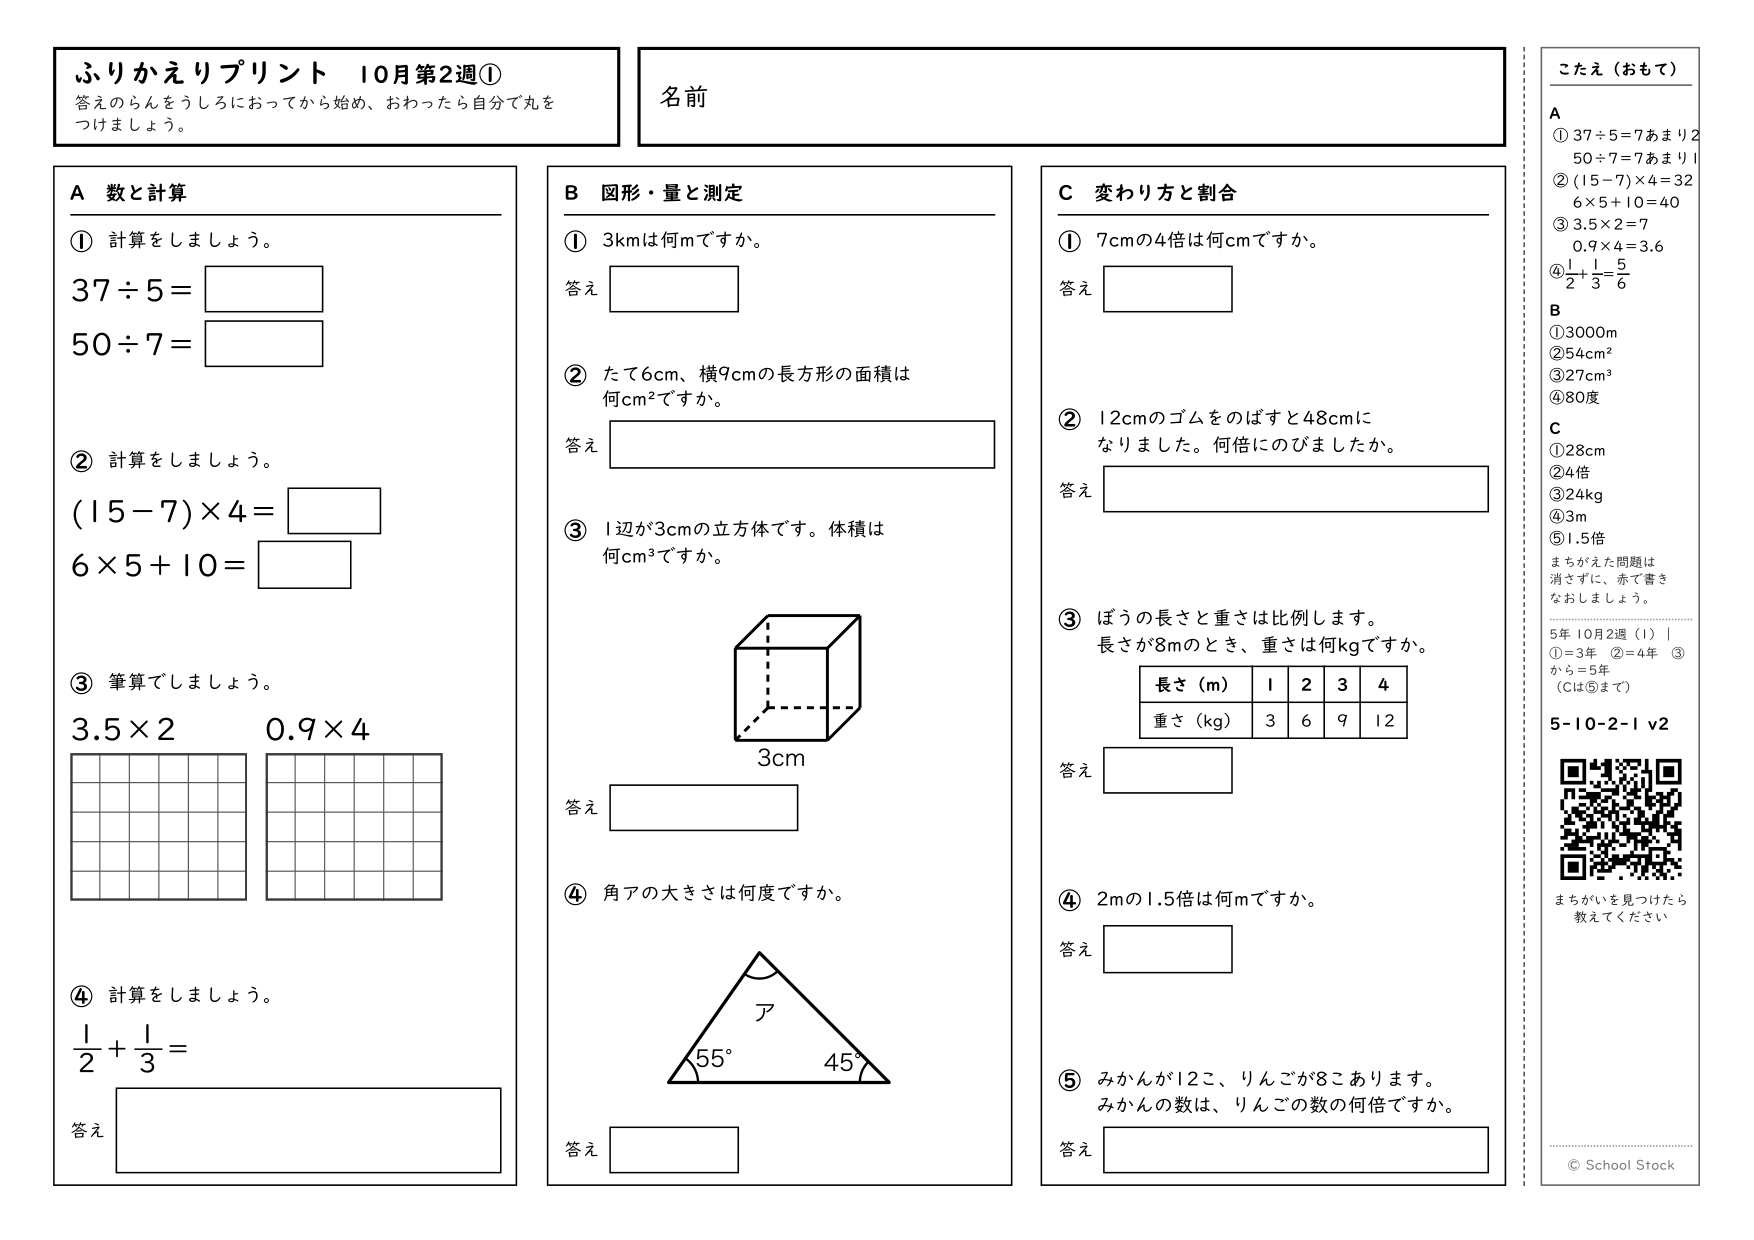 ふりかえりプリント　10月第2週①
答えのらんをうしろにおってから始め、おわったら自分で丸を
つけましょう。
名前
A　数と計算
① 計算をしましょう。
37÷5=
50÷7=
② 計算をしましょう。
(15−7)×4=
6×5+10=
③ 筆算でしましょう。
3.5×2　0.9×4
④ 計算をしましょう。
1/2+1/3=
答え
B　図形・量と測定
① 3kmは何mですか。
答え
② たて6cm、横9cmの長方形の面積は
何cm²ですか。
答え
③ 1辺が3cmの立方体です。体積は
何cm³ですか。
3cm
答え
④ 角アの大きさは何度ですか。
ア
55°　45°
答え
C　変わり方と割合
① 7cmの4倍は何cmですか。
答え
② 12cmのゴムをのばすと48cmに
なりました。何倍にのびましたか。
答え
③ ぼうの長さと重さは比例します。
長さが8mのとき、重さは何kgですか。
長さ（m） 1 2 3 4
重さ（kg） 3 6 9 12
答え
④ 2mの1.5倍は何mですか。
答え
⑤ みかんが12こ、りんごが8こあります。
みかんの数は、りんごの数の何倍ですか。
答え
こたえ（おもて）
A
① 37÷5=7あまり2
50÷7=7あまり1
② (15−7)×4=32
6×5+10=40
③ 3.5×2=7
0.9×4=3.6
④1/2+1/3=5/6
B
①3000m
②54cm²
③27cm³
④80度
C
①28cm
②4倍
③24kg
④3m
⑤1.5倍
まちがえた問題は
消さずに、赤で書き
なおしましょう。
5年 10月2週（1）｜
①=3年　②=4年　③
から=5年
（Cは⑤まで）
5-10-2-1 v2
まちがいを見つけたら
教えてください
© School Stock